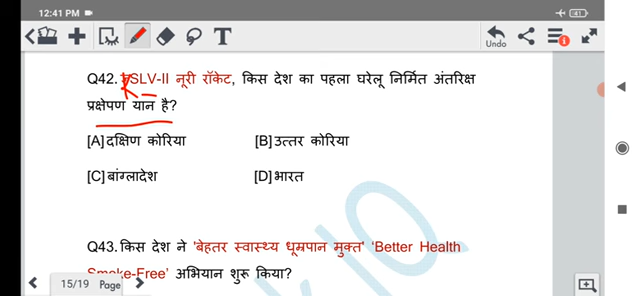 12:41 PM
41
T
Undo
Q42. KSLV-II नूरी रॉकेट, किस देश का पहला घरेलू निर्मित अंतरिक्ष
प्रक्षेपण यान है?
[A] दक्षिण कोरिया [B] उत्तर कोरिया
[C] बांग्लादेश [D] भारत
Q43. किस देश ने 'बेहतर स्वास्थ्य धूम्रपान मुक्त' ‘Better Health
Smoke-Free’ अभियान शुरू किया?
15/19 Page